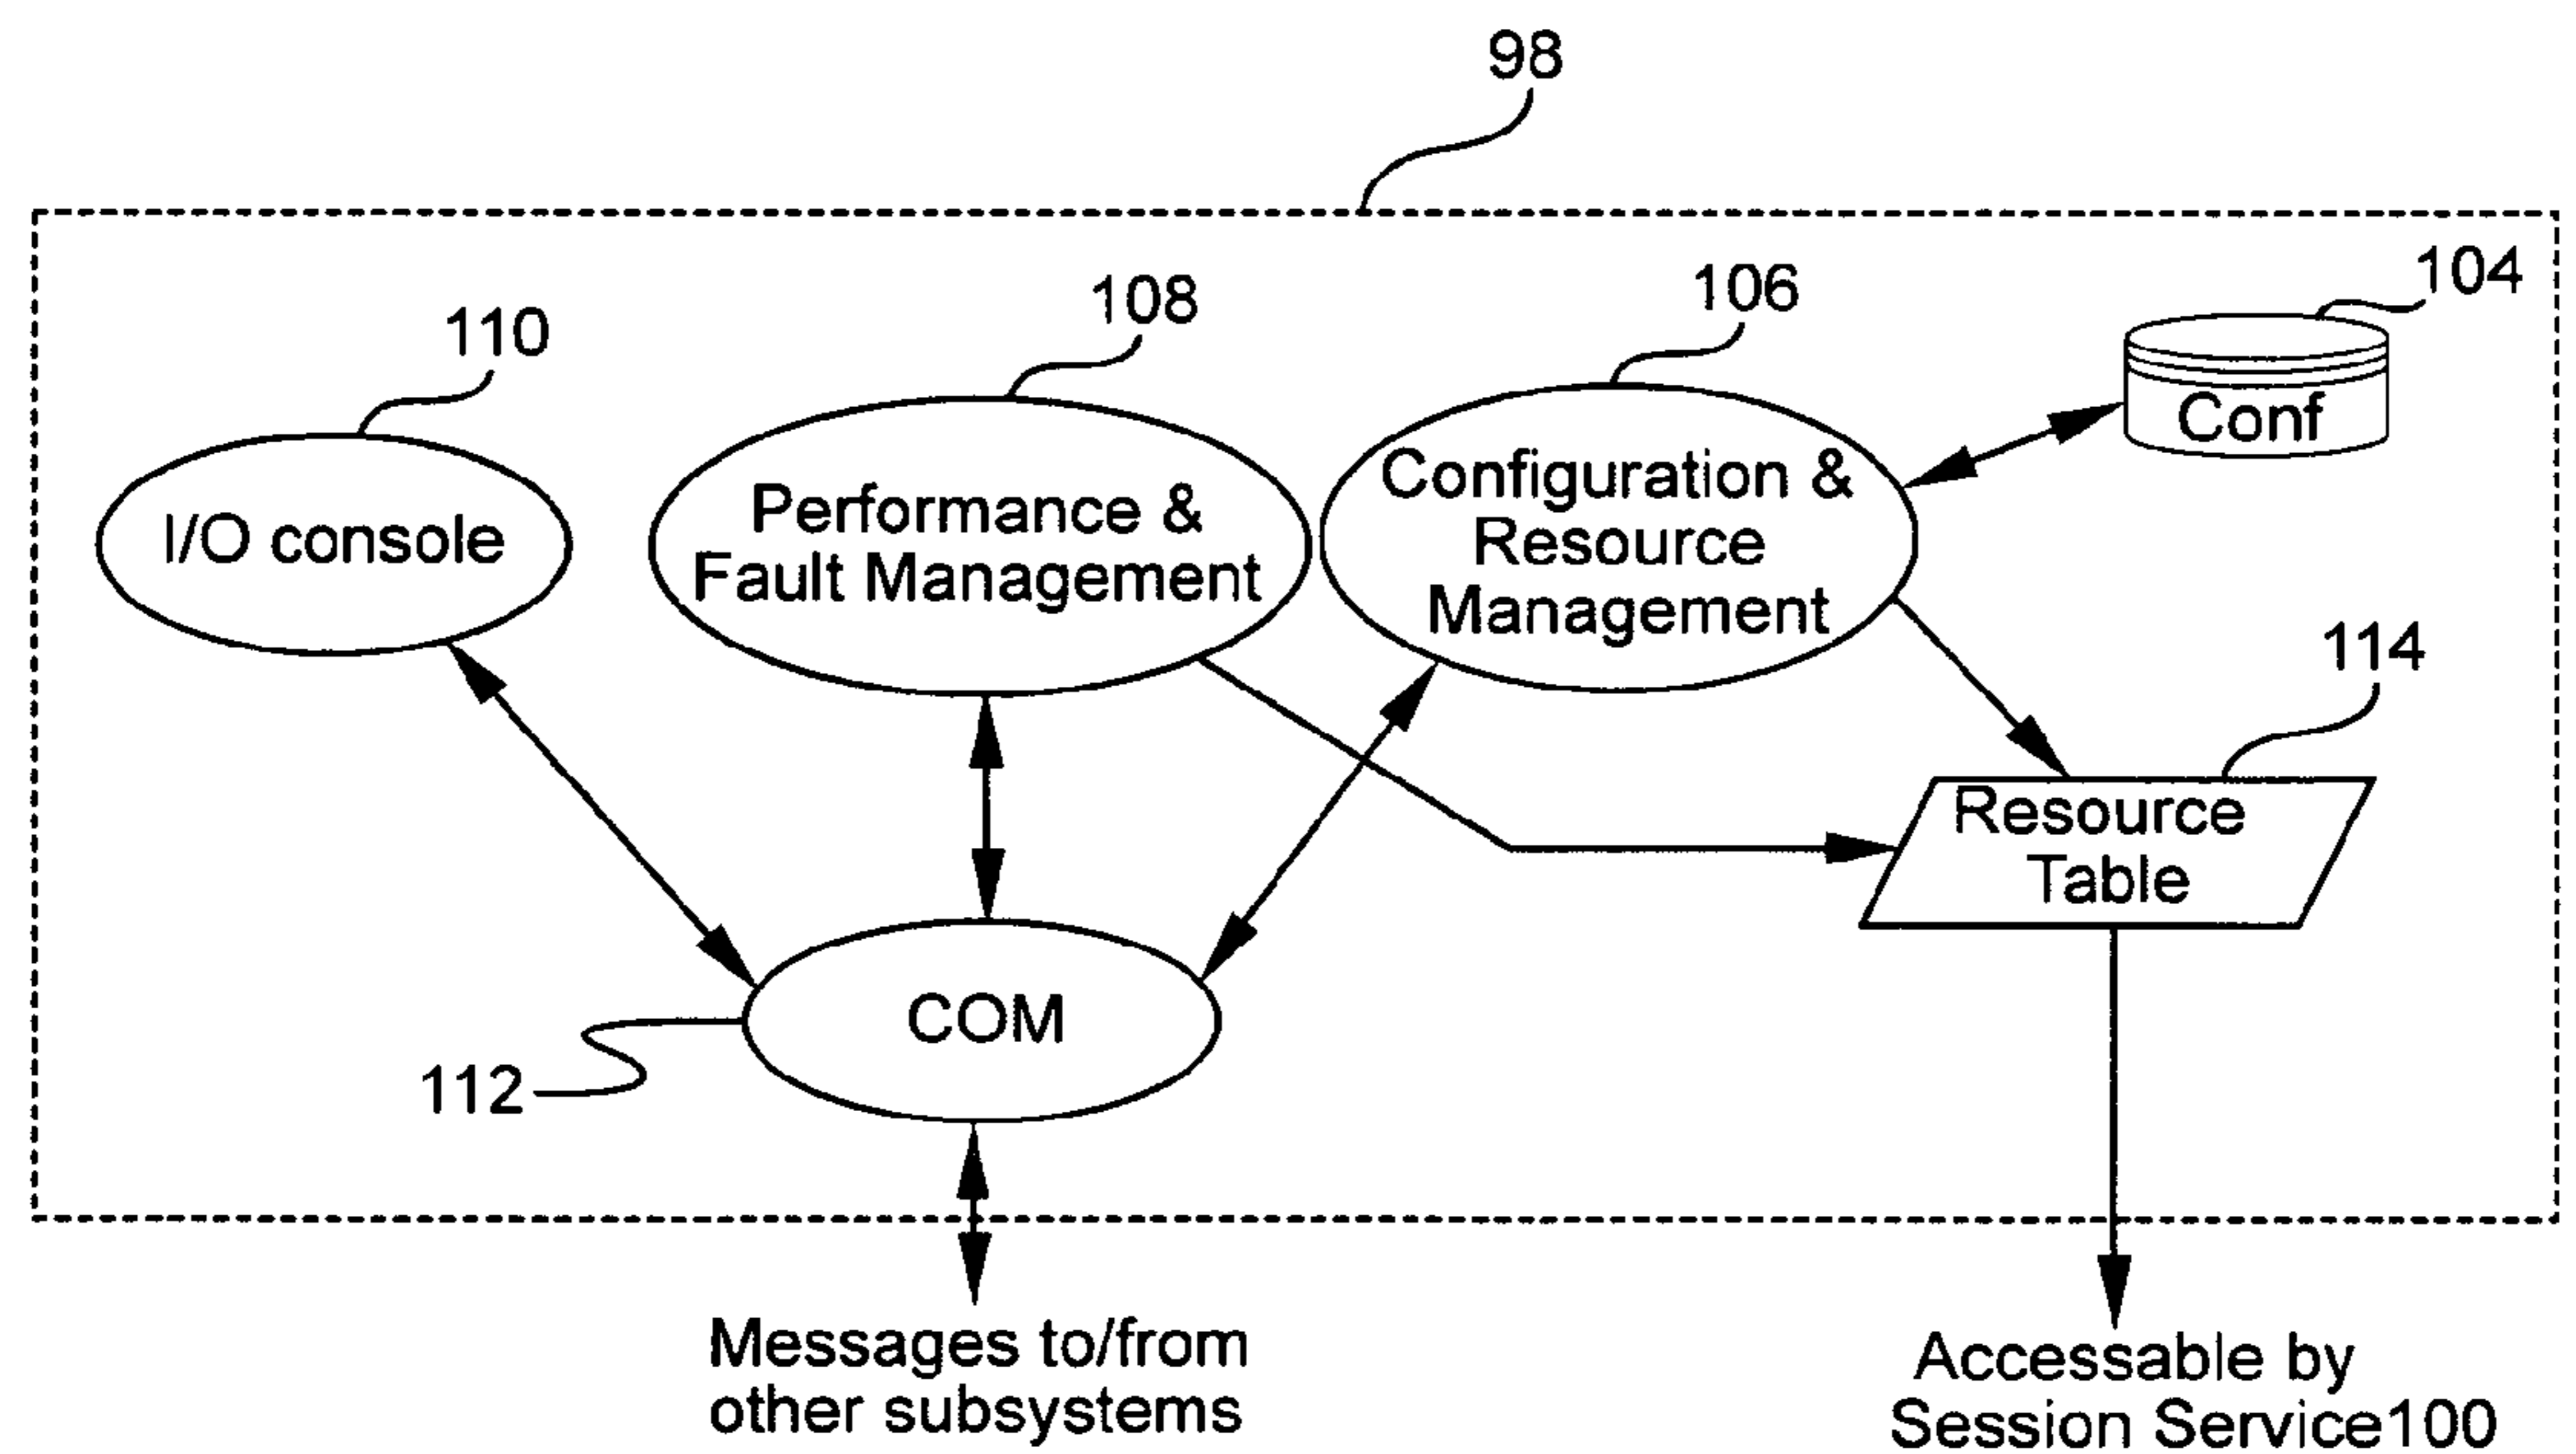 98
104
106
108
110
Conf
Configuration &
Resource
Management
Performance &
Fault Management
I/O console
114
Resource
Table
COM
112
Messages to/from
other subsystems
Accessable by
Session Service100